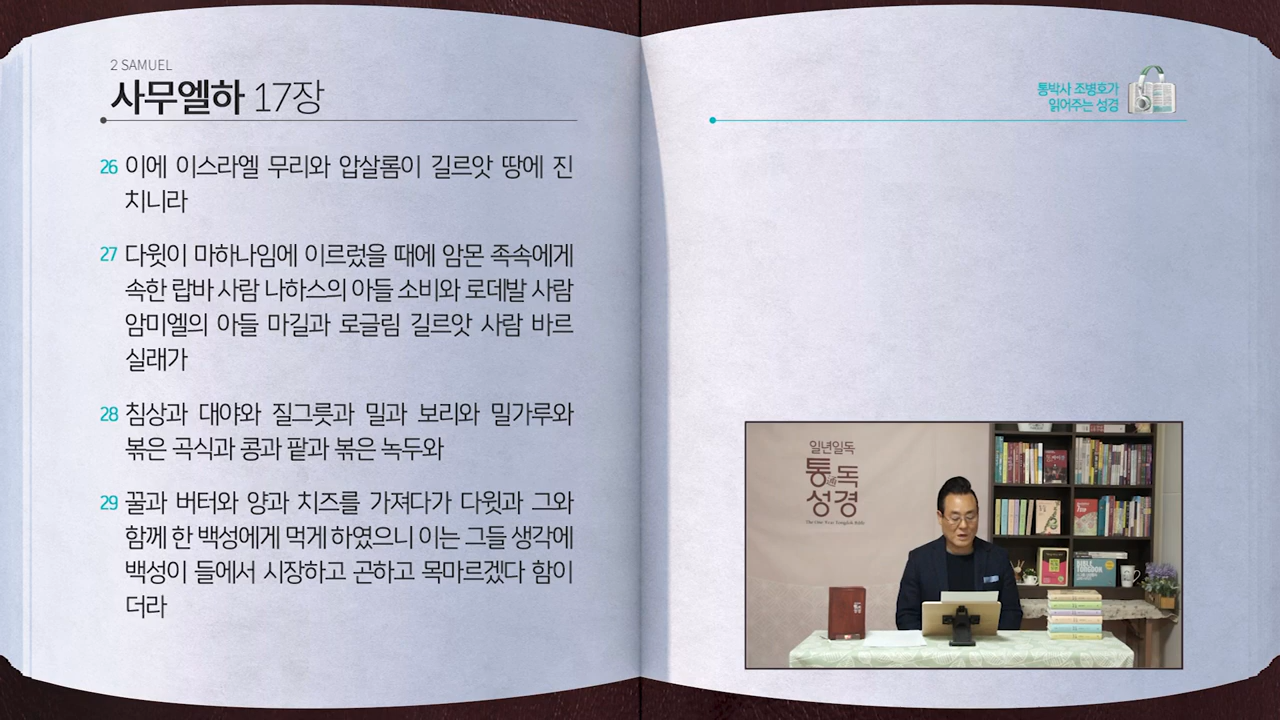 2 SAMUEL
사무엘하 17장
26 이에 이스라엘 무리와 압살롬이 길르앗 땅에 진
치니라
27 다윗이 마하나임에 이르렀을 때에 암몬 족속에게
속한 랍바 사람 나하스의 아들 소비와 로데발 사람
암미엘의 아들 마길과 로글림 길르앗 사람 바르
실래가
28 침상과 대야와 질그릇과 밀과 보리와 밀가루와
볶은 곡식과 콩과 팥과 볶은 녹두와
29 꿀과 버터와 양과 치즈를 가져다가 다윗과 그와
함께 한 백성에게 먹게 하였으니 이는 그들 생각에
백성이 들에서 시장하고 곤하고 목마르겠다 함이
더라
통박사 조병호가
읽어주는 성경
일년일독
통독
성경
BIBLE
TONGDOK